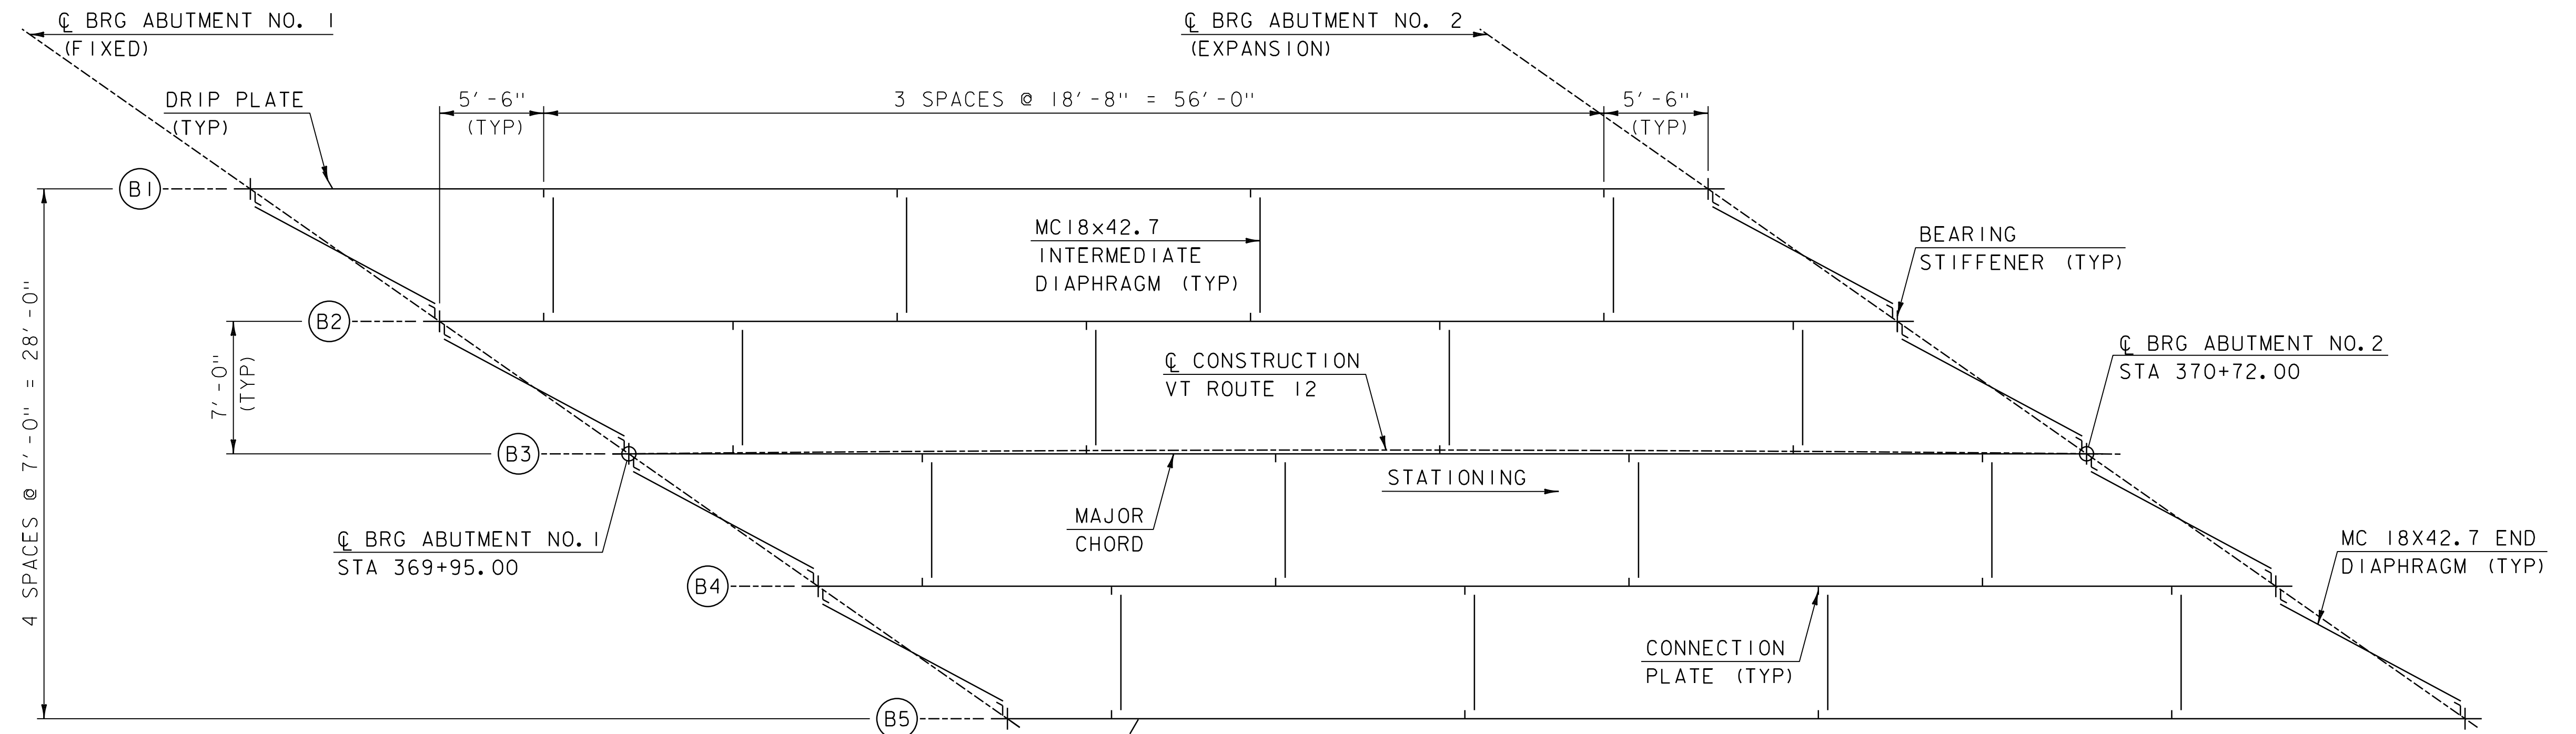 ℄ BRG ABUTMENT NO. 1
(FIXED)
℄ BRG ABUTMENT NO. 2
(EXPANSION)
DRIP PLATE
(TYP)
5'-6"
(TYP)
3 SPACES @ 18'-8" = 56'-0"
5'-6"
(TYP)
B1
MC18x42.7
INTERMEDIATE
DIAPHRAGM (TYP)
BEARING
STIFFENER (TYP)
B2
4 SPACES @ 7'-0" = 28'-0"
7'-0"
(TYP)
℄ CONSTRUCTION
VT ROUTE 12
℄ BRG ABUTMENT NO.2
STA 370+72.00
B3
STATIONING
MAJOR
CHORD
℄ BRG ABUTMENT NO.1
STA 369+95.00
MC 18X42.7 END
DIAPHRAGM (TYP)
B4
CONNECTION
PLATE (TYP)
B5